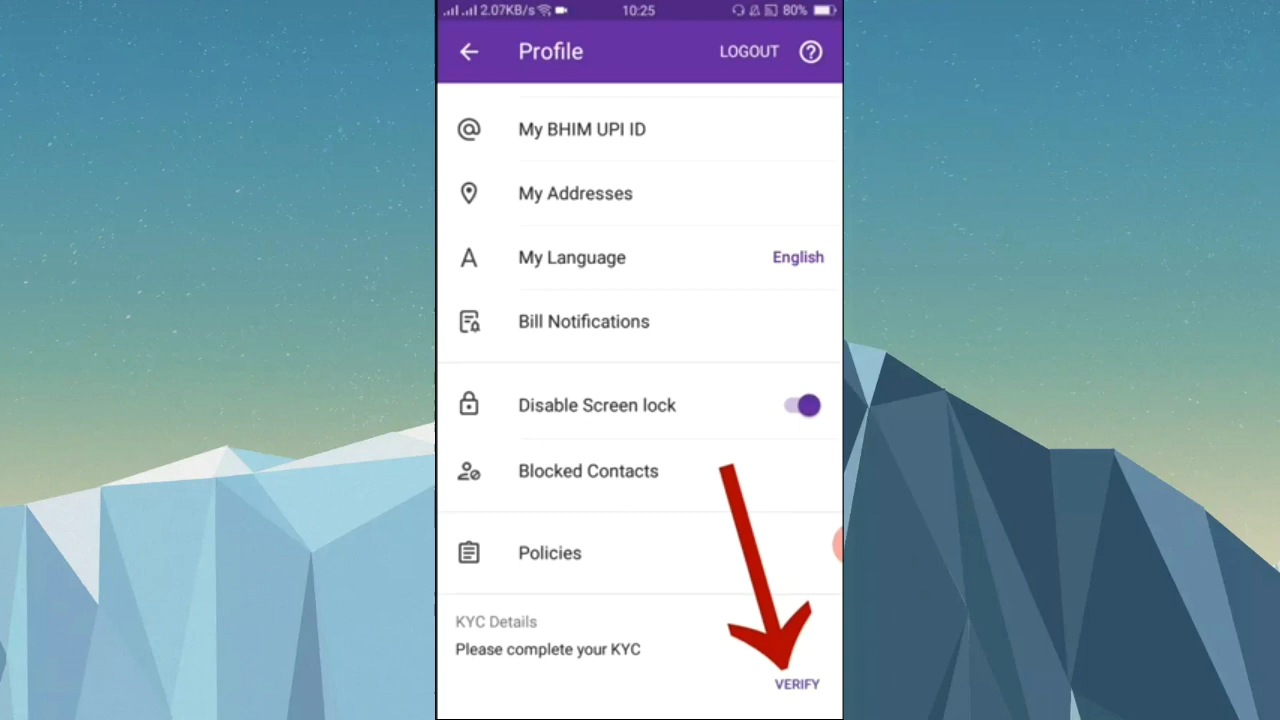 2.07KB/s 10:25 80%
Profile LOGOUT
My BHIM UPI ID
My Addresses
My Language English
Bill Notifications
Disable Screen lock
Blocked Contacts
Policies
KYC Details
Please complete your KYC
VERIFY